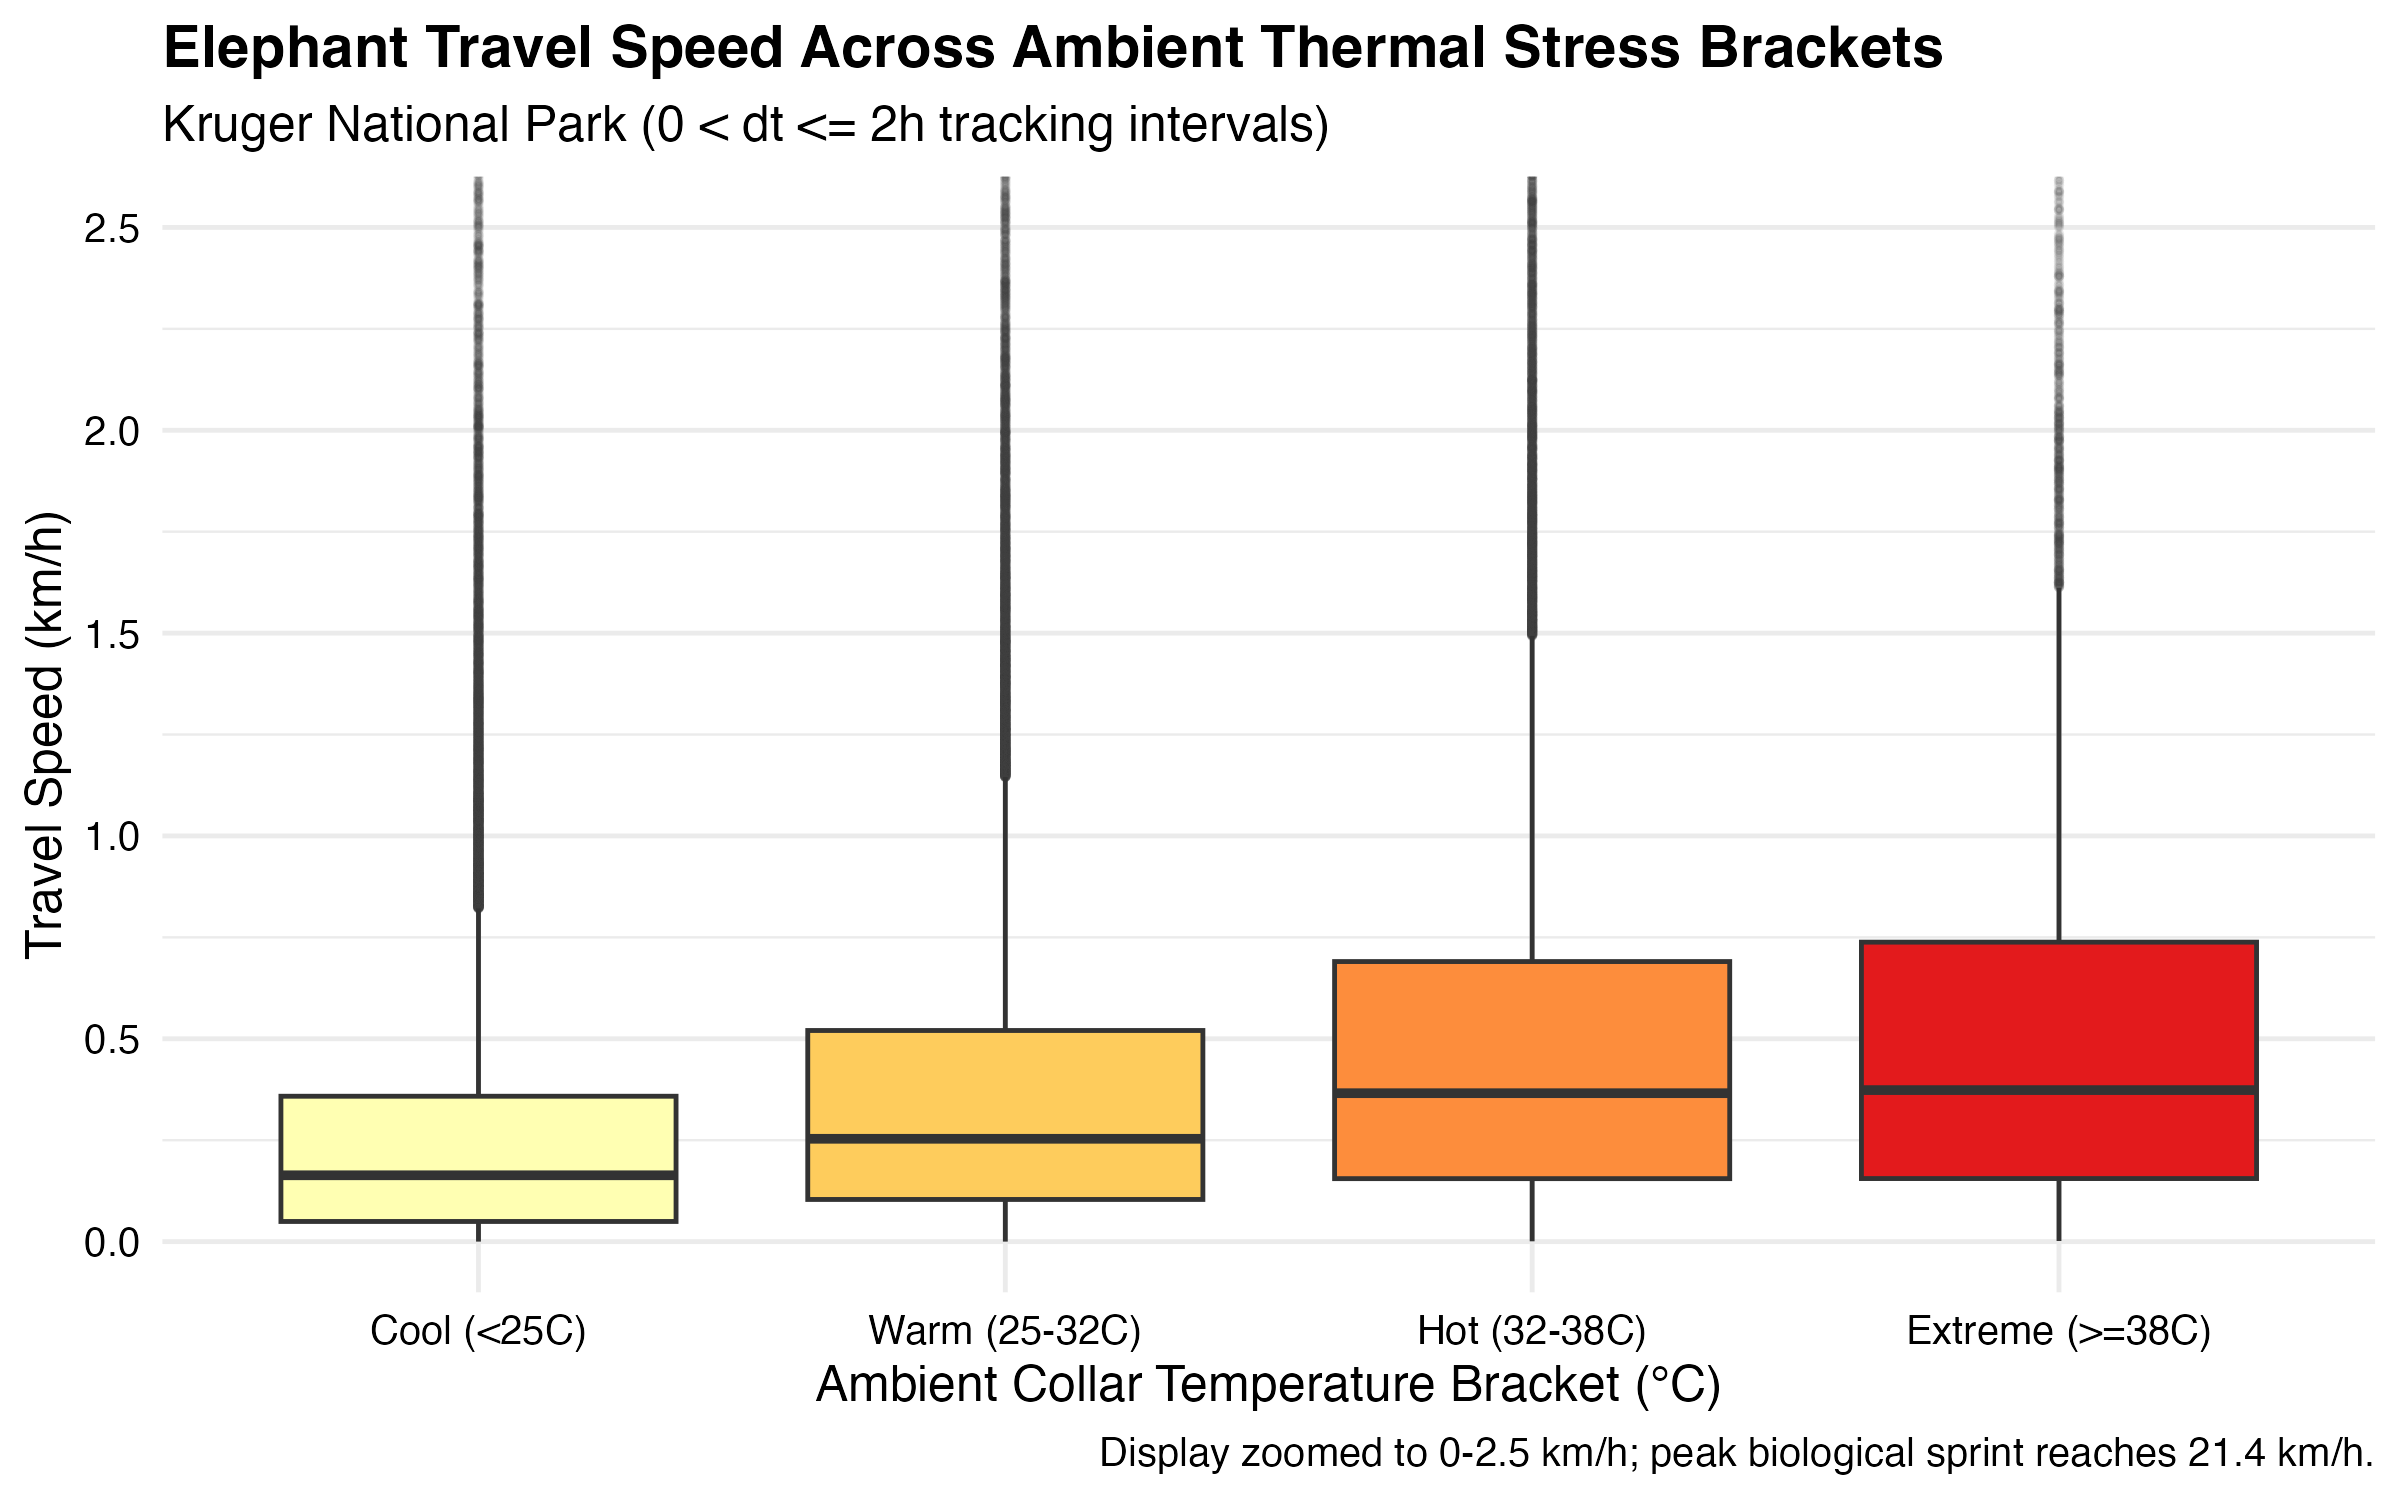 Elephant Travel Speed Across Ambient Thermal Stress Brackets
Kruger National Park (0 < dt <= 2h tracking intervals)
Travel Speed (km/h)
2.5
2.0
1.5
1.0
0.5
0.0
Cool (<25C)
Warm (25-32C)
Hot (32-38C)
Extreme (>=38C)
Ambient Collar Temperature Bracket (°C)
Display zoomed to 0-2.5 km/h; peak biological sprint reaches 21.4 km/h.